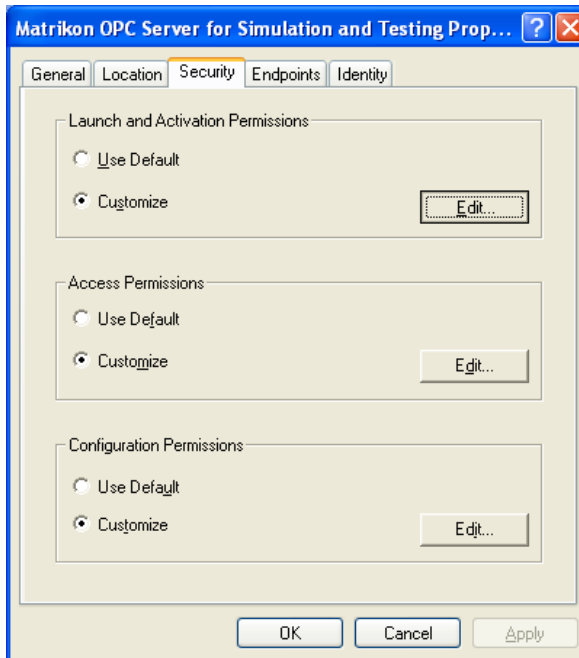 Matrikon OPC Server for Simulation and Testing Prop... ?
General Location Security Endpoints Identity
Launch and Activation Permissions
Use Default
Customize Edit...
Access Permissions
Use Default
Customize Edit...
Configuration Permissions
Use Default
Customize Edit...
OK Cancel Apply